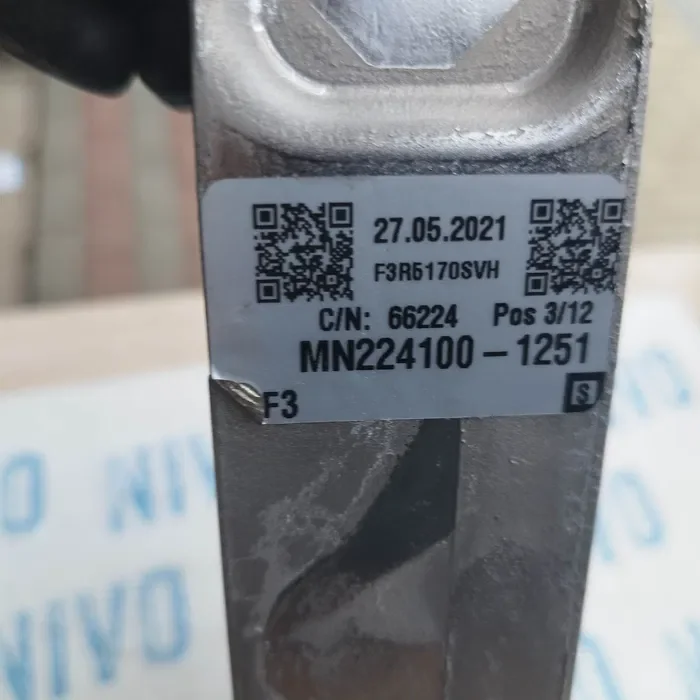 27.05.2021
F3R5170SVH
C/N: 66224 Pos 3/12
MN224100-1251
F3 S